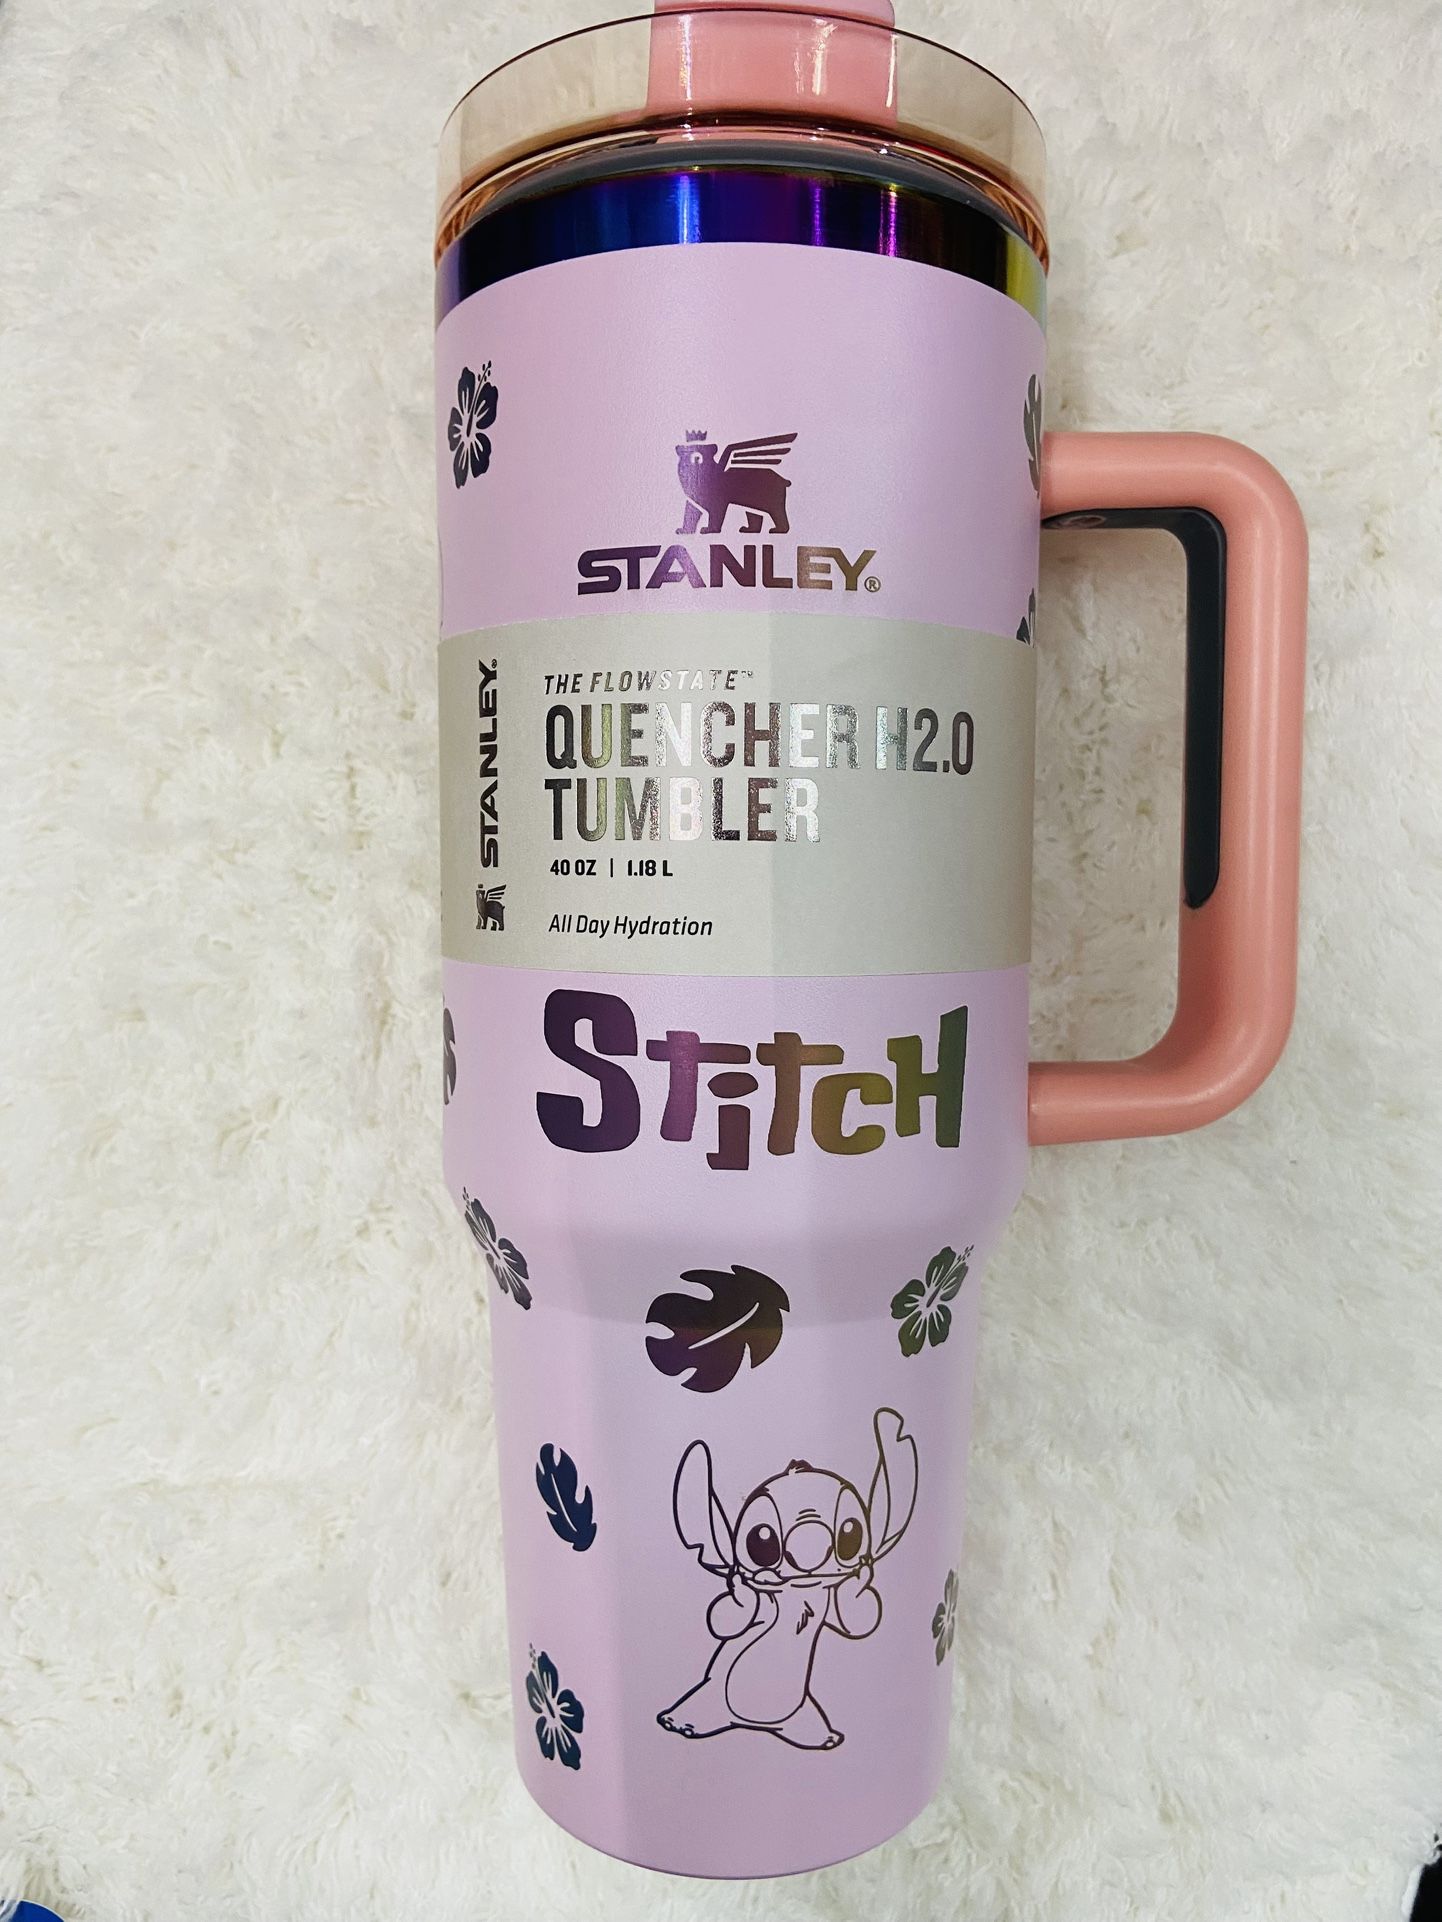 STANLEY®
STANLEY®
THE FLOWSTATE™
QUENCHER H2.0
TUMBLER
40 OZ | 1.18 L
All Day Hydration
Stitch